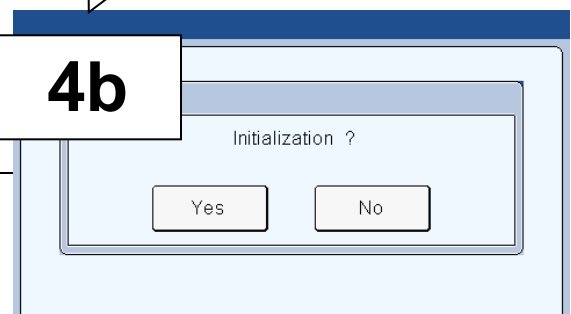 4b
Initialization ?
Yes
No